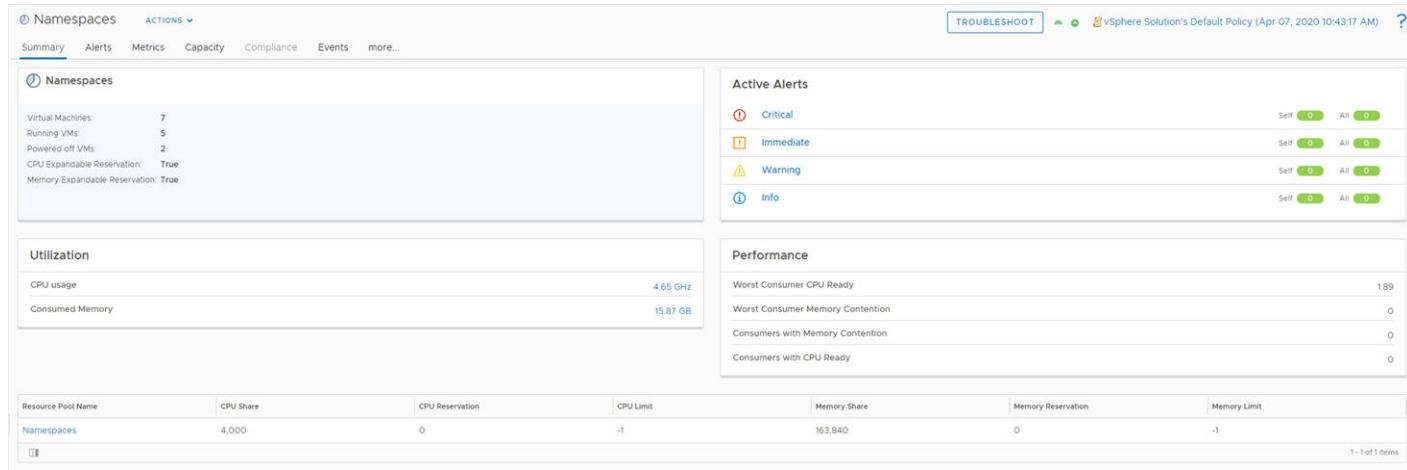 Namespaces ACTIONS TROUBLESHOOT vSphere Solution's Default Policy (Apr 07, 2020 10:43:17 AM) ?
Summary Alerts Metrics Capacity Compliance Events more...
Namespaces
Virtual Machines: 7
Running VMs: 5
Powered off VMs: 2
CPU Expandable Reservation: True
Memory Expandable Reservation: True
Active Alerts
Critical Self 0 All 0
Immediate Self 0 All 0
Warning Self 0 All 0
Info Self 0 All 0
Utilization
CPU usage 4.65 GHz
Consumed Memory 15.87 GB
Performance
Worst Consumer CPU Ready 1.89
Worst Consumer Memory Contention 0
Consumers with Memory Contention 0
Consumers with CPU Ready 0
Resource Pool Name CPU Share CPU Reservation CPU Limit Memory Share Memory Reservation Memory Limit
Namespaces 4,000 0 -1 163,840 0 -1
1 - 1 of 1 items